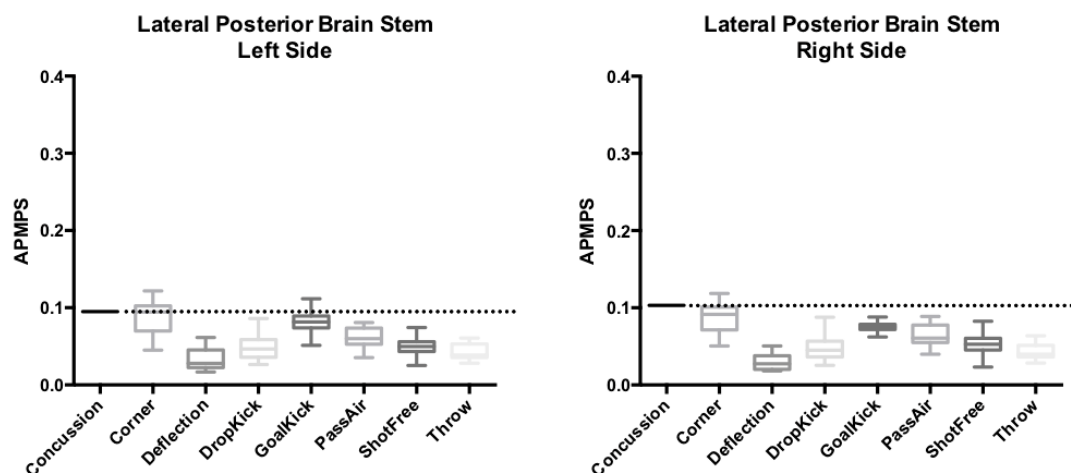 Lateral Posterior Brain Stem
Left Side
0.4
0.3
0.2
0.1
0.0
APMPS
Concussion
Corner
Deflection
DropKick
GoalKick
PassAir
ShotFree
Throw
Lateral Posterior Brain Stem
Right Side
0.4
0.3
0.2
0.1
0.0
APMPS
Concussion
Corner
Deflection
DropKick
GoalKick
PassAir
ShotFree
Throw